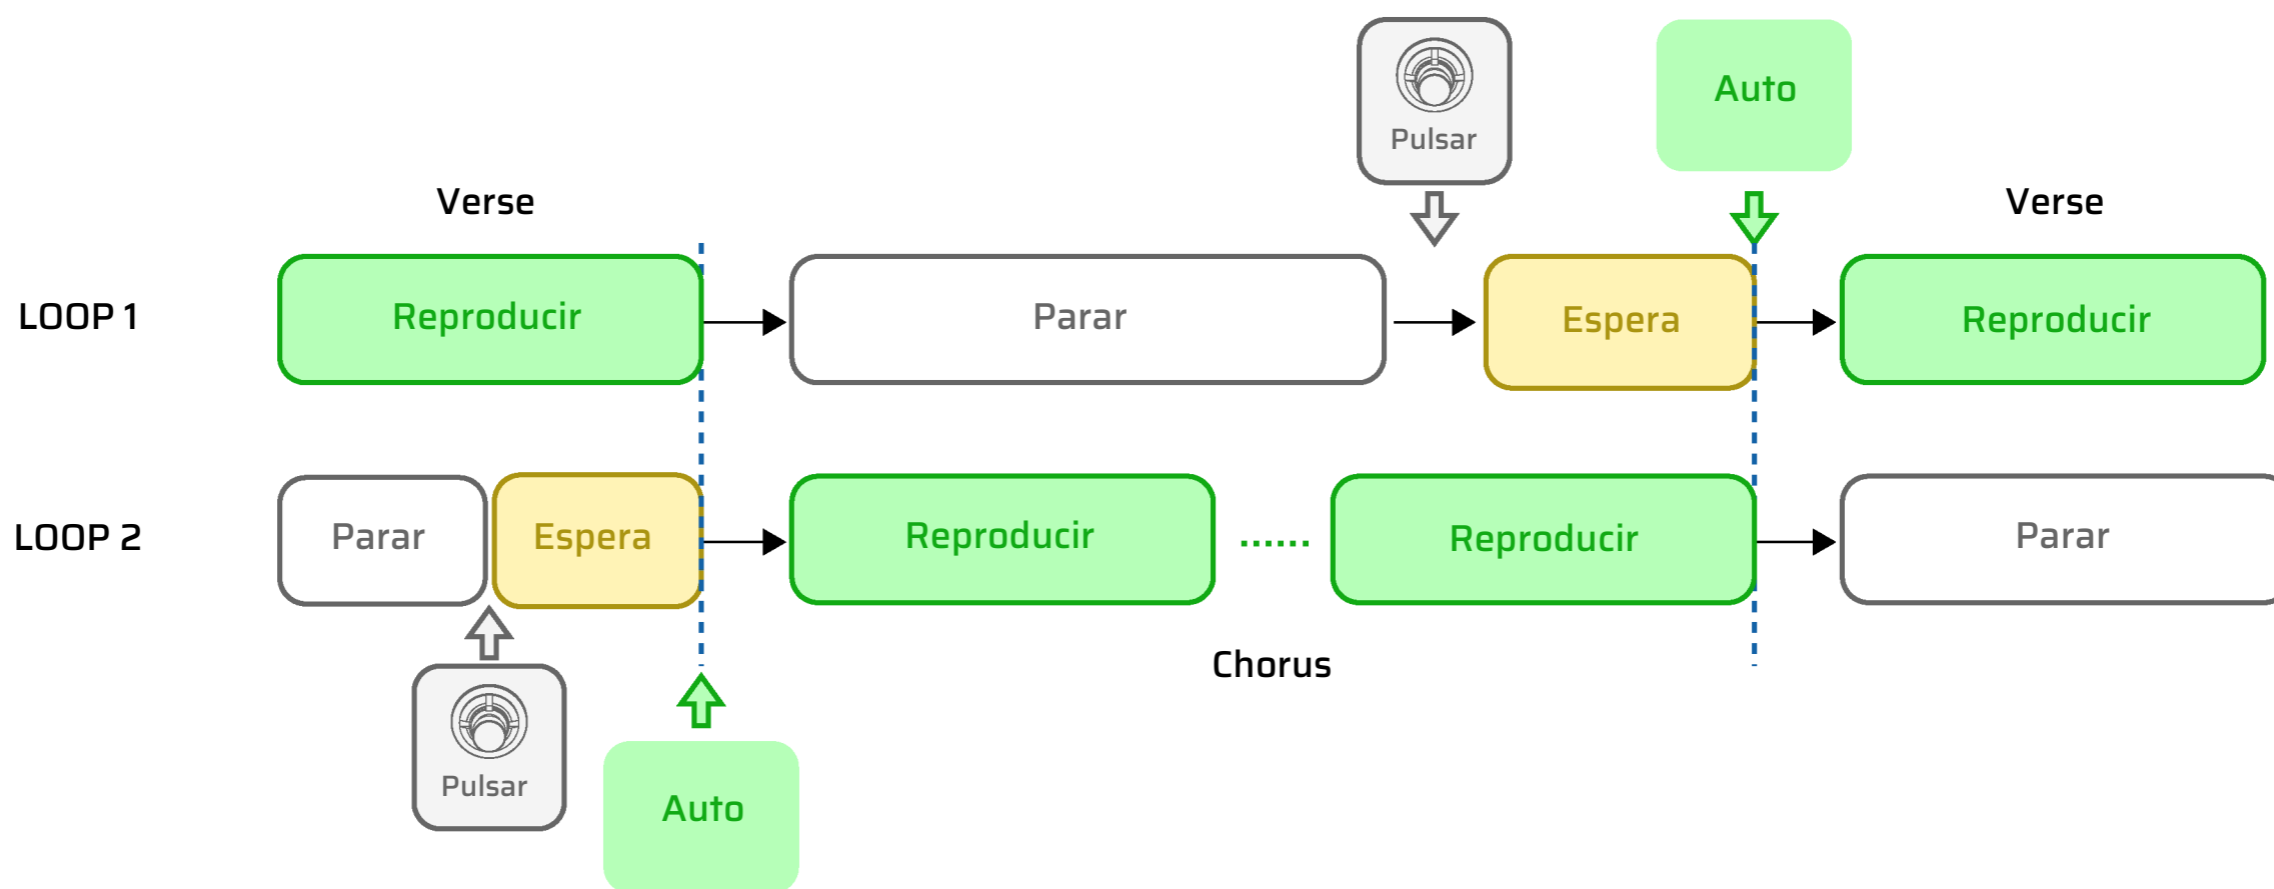 Pulsar
Auto
Verse
Verse
LOOP 1
Reproducir
Parar
Espera
Reproducir
LOOP 2
Parar
Espera
Reproducir
......
Reproducir
Parar
Chorus
Pulsar
Auto